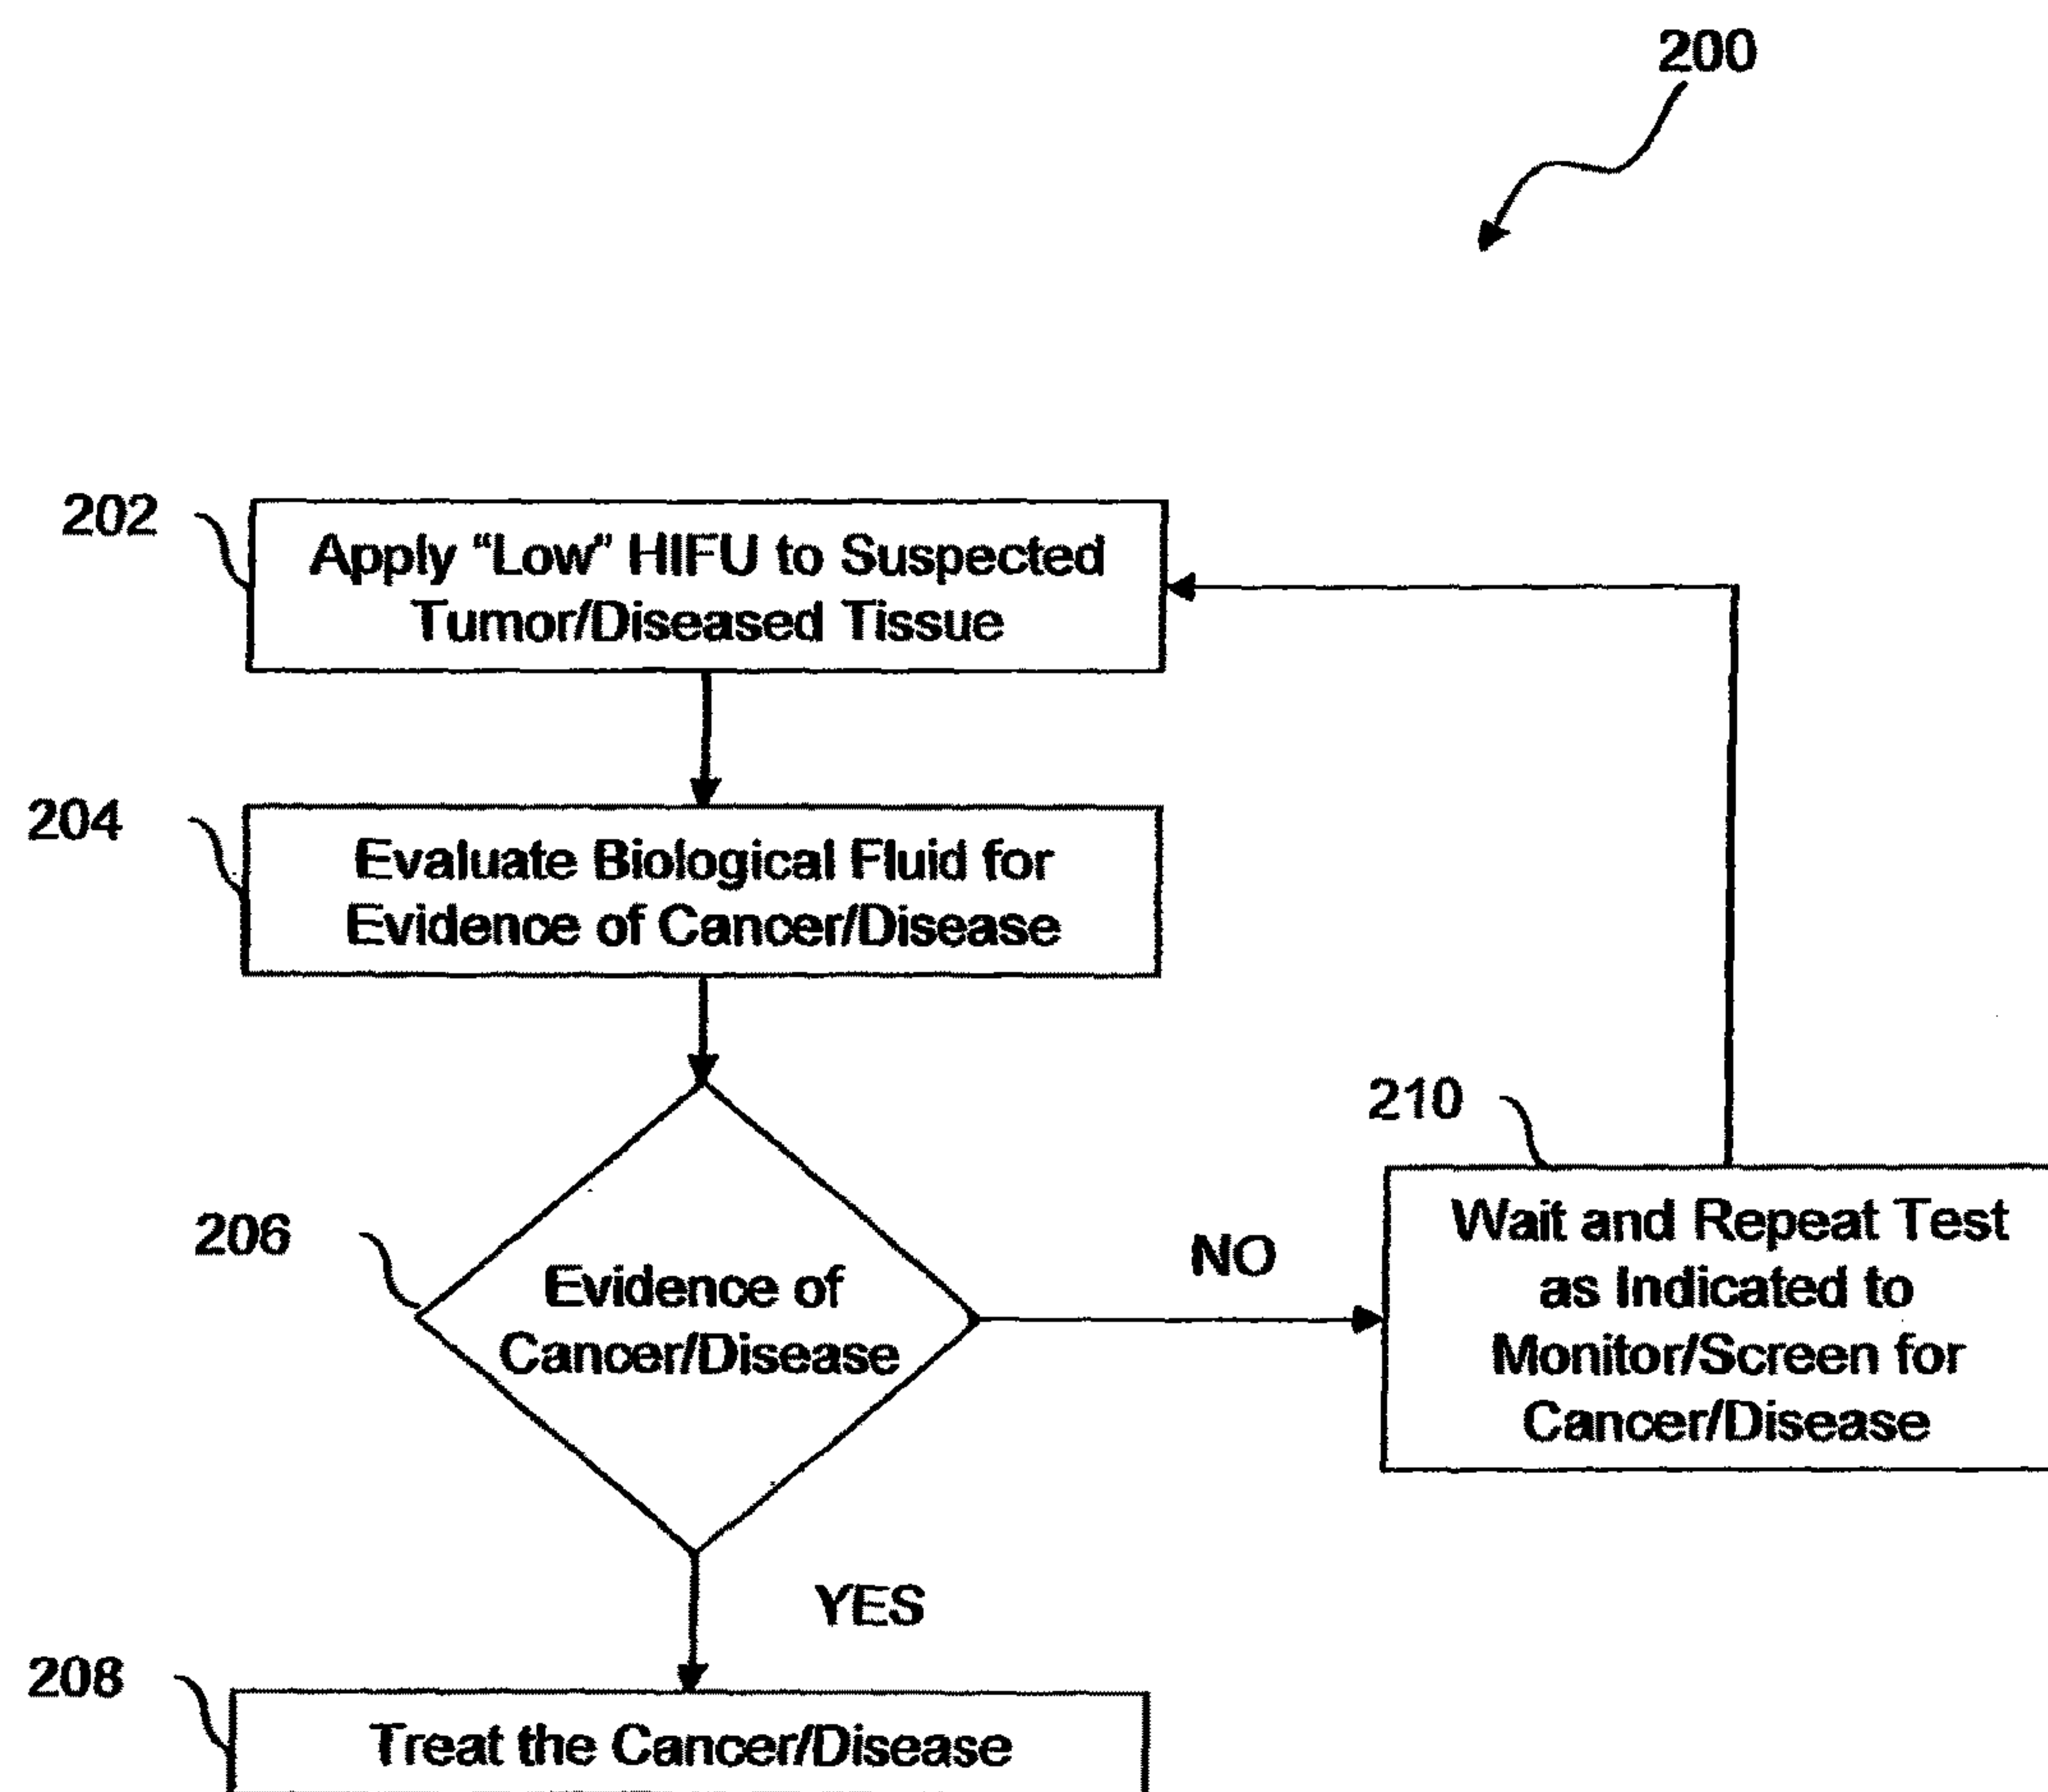 200
202
Apply “Low” HIFU to Suspected
Tumor/Diseased Tissue
204
Evaluate Biological Fluid for
Evidence of Cancer/Disease
206
Evidence of
Cancer/Disease
NO
210
Wait and Repeat Test
as Indicated to
Monitor/Screen for
Cancer/Disease
YES
208
Treat the Cancer/Disease